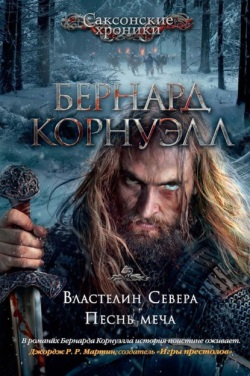 Саксонские
хроники
БЕРНАРД
КОРНУЭЛЛ
Властелин Севера
Песнь меча
В романах Бернарда Корнуэлла история поистине оживает.
Джордж Р. Р. Мартин, создатель «Игры престолов»